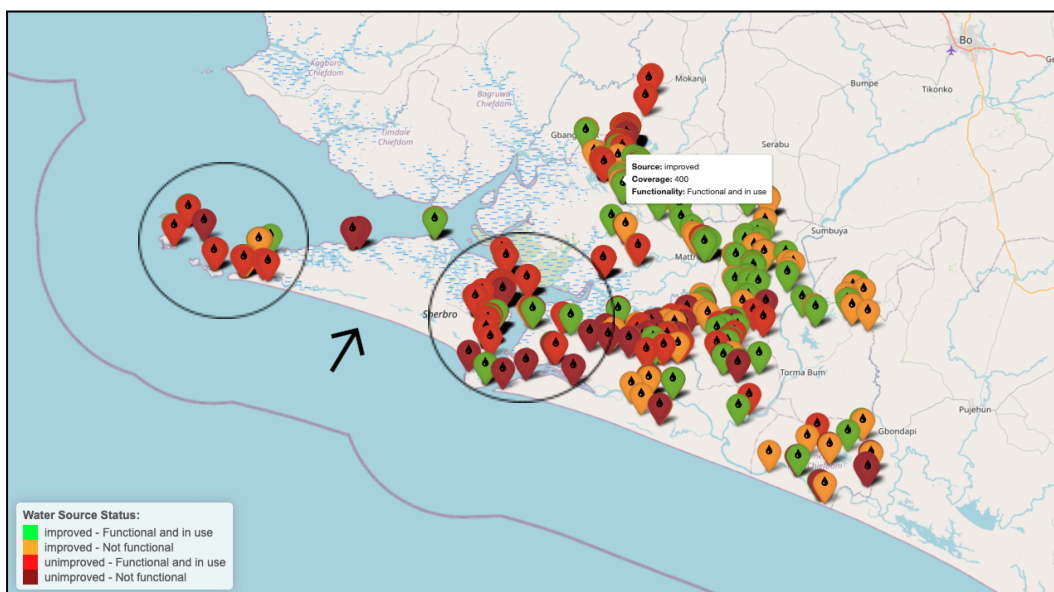 Bo
Kagboro
Chiefdom
Bagruwa
Chiefdom
Timdale
Chiefdom
Mokanji
Bumpe
Tikonko
Gbang
Serabu
Source: improved
Coverage: 400
Functionality: Functional and in use
Sumbuya
Matt
Sherbro
Torma Bum
Pujehun
Gbondapi
Chiefdom
Water Source Status:
improved - Functional and in use
improved - Not functional
unimproved - Functional and in use
unimproved - Not functional